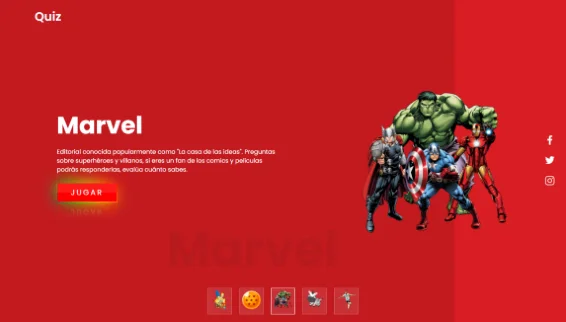 Quiz
Marvel
Editorial conocida popularmente como "La casa de las ideas". Preguntas
sobre superhéroes y villanos, si eres un fan de los comics y películas
podrás responderlas, evalúa cuánto sabes.
JUGAR
Marvel